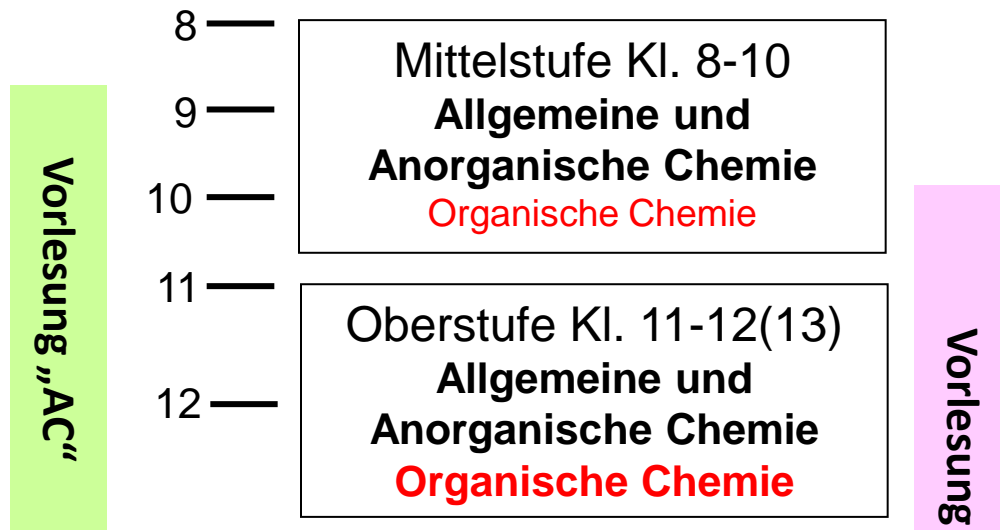 8
9
10
11
12
Vorlesung „AC“
Mittelstufe Kl. 8-10
Allgemeine und
Anorganische Chemie
Organische Chemie
Oberstufe Kl. 11-12(13)
Allgemeine und
Anorganische Chemie
Organische Chemie
Vorlesung